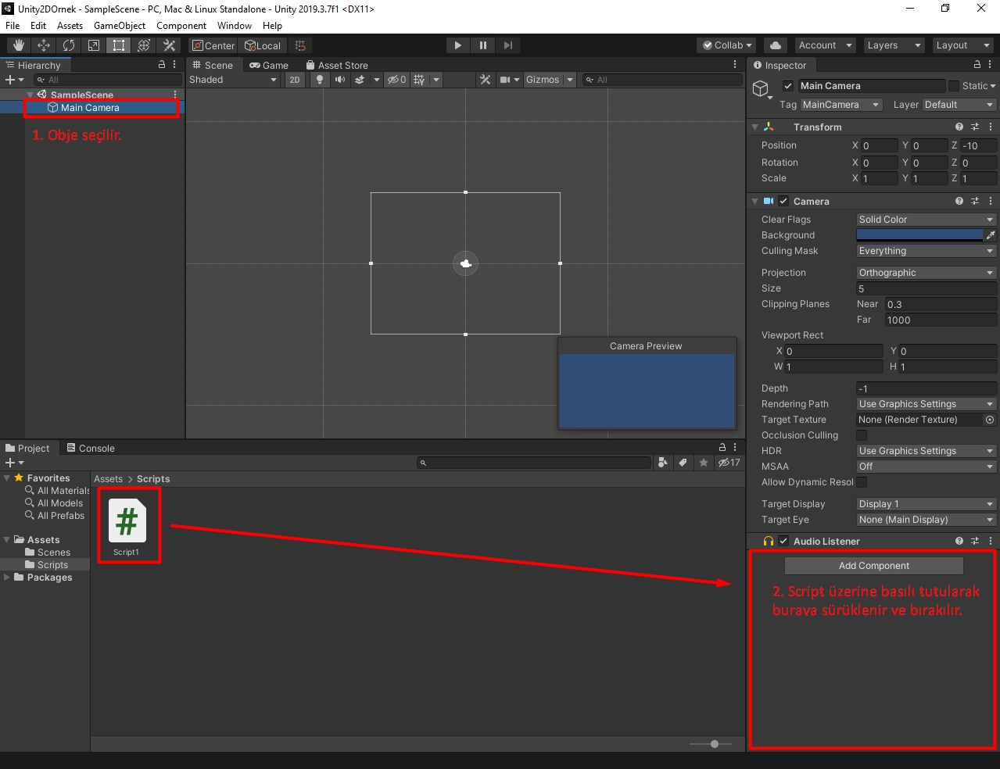 Unity2DOrnek - SampleScene - PC, Mac & Linux Standalone - Unity 2019.3.7f1 <DX11>
File Edit Assets GameObject Component Window Help
Center Local Collab Account Layers Layout
Hierarchy
All
SampleScene
Main Camera
1. Obje seçilir.
Scene Game Asset Store
Shaded 2D 0 Gizmos All
Camera Preview
Project Console
17
Favorites
All Materials
All Models
All Prefabs
Assets
Scenes
Scripts
Packages
Assets > Scripts
#
Script1
Inspector
Main Camera Static
Tag MainCamera Layer Default
Transform
Position X 0 Y 0 Z -10
Rotation X 0 Y 0 Z 0
Scale X 1 Y 1 Z 1
Camera
Clear Flags Solid Color
Background
Culling Mask Everything
Projection Orthographic
Size 5
Clipping Planes Near 0.3
Far 1000
Viewport Rect
X 0 Y 0
W 1 H 1
Depth -1
Rendering Path Use Graphics Settings
Target Texture None (Render Texture)
Occlusion Culling
HDR Use Graphics Settings
MSAA Off
Allow Dynamic Resol
Target Display Display 1
Target Eye None (Main Display)
Audio Listener
Add Component
2. Script üzerine basılı tutularak
buraya sürüklenir ve bırakılır.